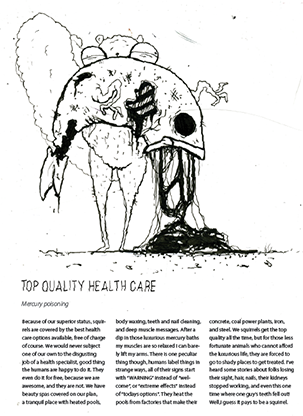 TOP QUALITY HEALTH CARE
Mercury poisoning
Because of our superior status, squir-
rels are covered by the best health
care options available, free of charge
of course. We would never subject
one of our own to the disgusting
job of a health specialist, good thing
the humans are happy to do it. They
even do it for free, because we are
awesome, and they are not. We have
beauty spas covered on our plan,
a tranquil place with heated pools,
body waxing, teeth and nail cleaning,
and deep muscle messages. After a
dip in those luxurious mercury baths
my muscles are so relaxed I can bare-
ly lift my arms. There is one peculiar
thing though, humans label things in
strange ways, all of their signs start
with "WARNING" instead of "wel-
come", or "extreme effects" instead
of "todays options". They heat the
pools from factories that make their
concrete, coal power plants, iron,
and steel. We squirrels get the top
quality all the time, but for those less
fortunate animals who cannot afford
the luxurious life, they are forced to
go to shady places to get treated. I've
heard some stories about folks losing
their sight, hair, nails, their kidneys
stopped working, and even this one
time where one guy's teeth fell out!
Well I guess it pays to be a squirrel.